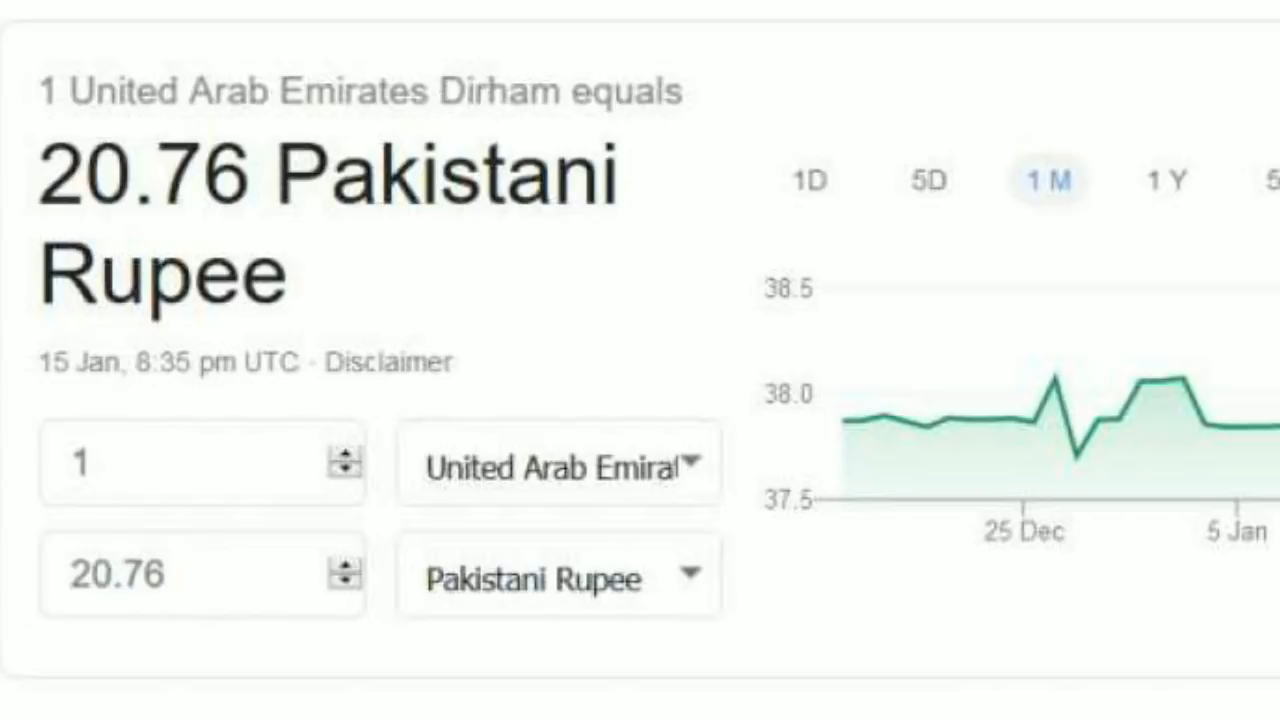 1 United Arab Emirates Dirham equals
20.76 Pakistani
Rupee
15 Jan, 8:35 pm UTC · Disclaimer
1
United Arab Emiral
20.76
Pakistani Rupee
1D 5D 1 M 1 Y 5
38.5
38.0
37.5
25 Dec 5 Jan